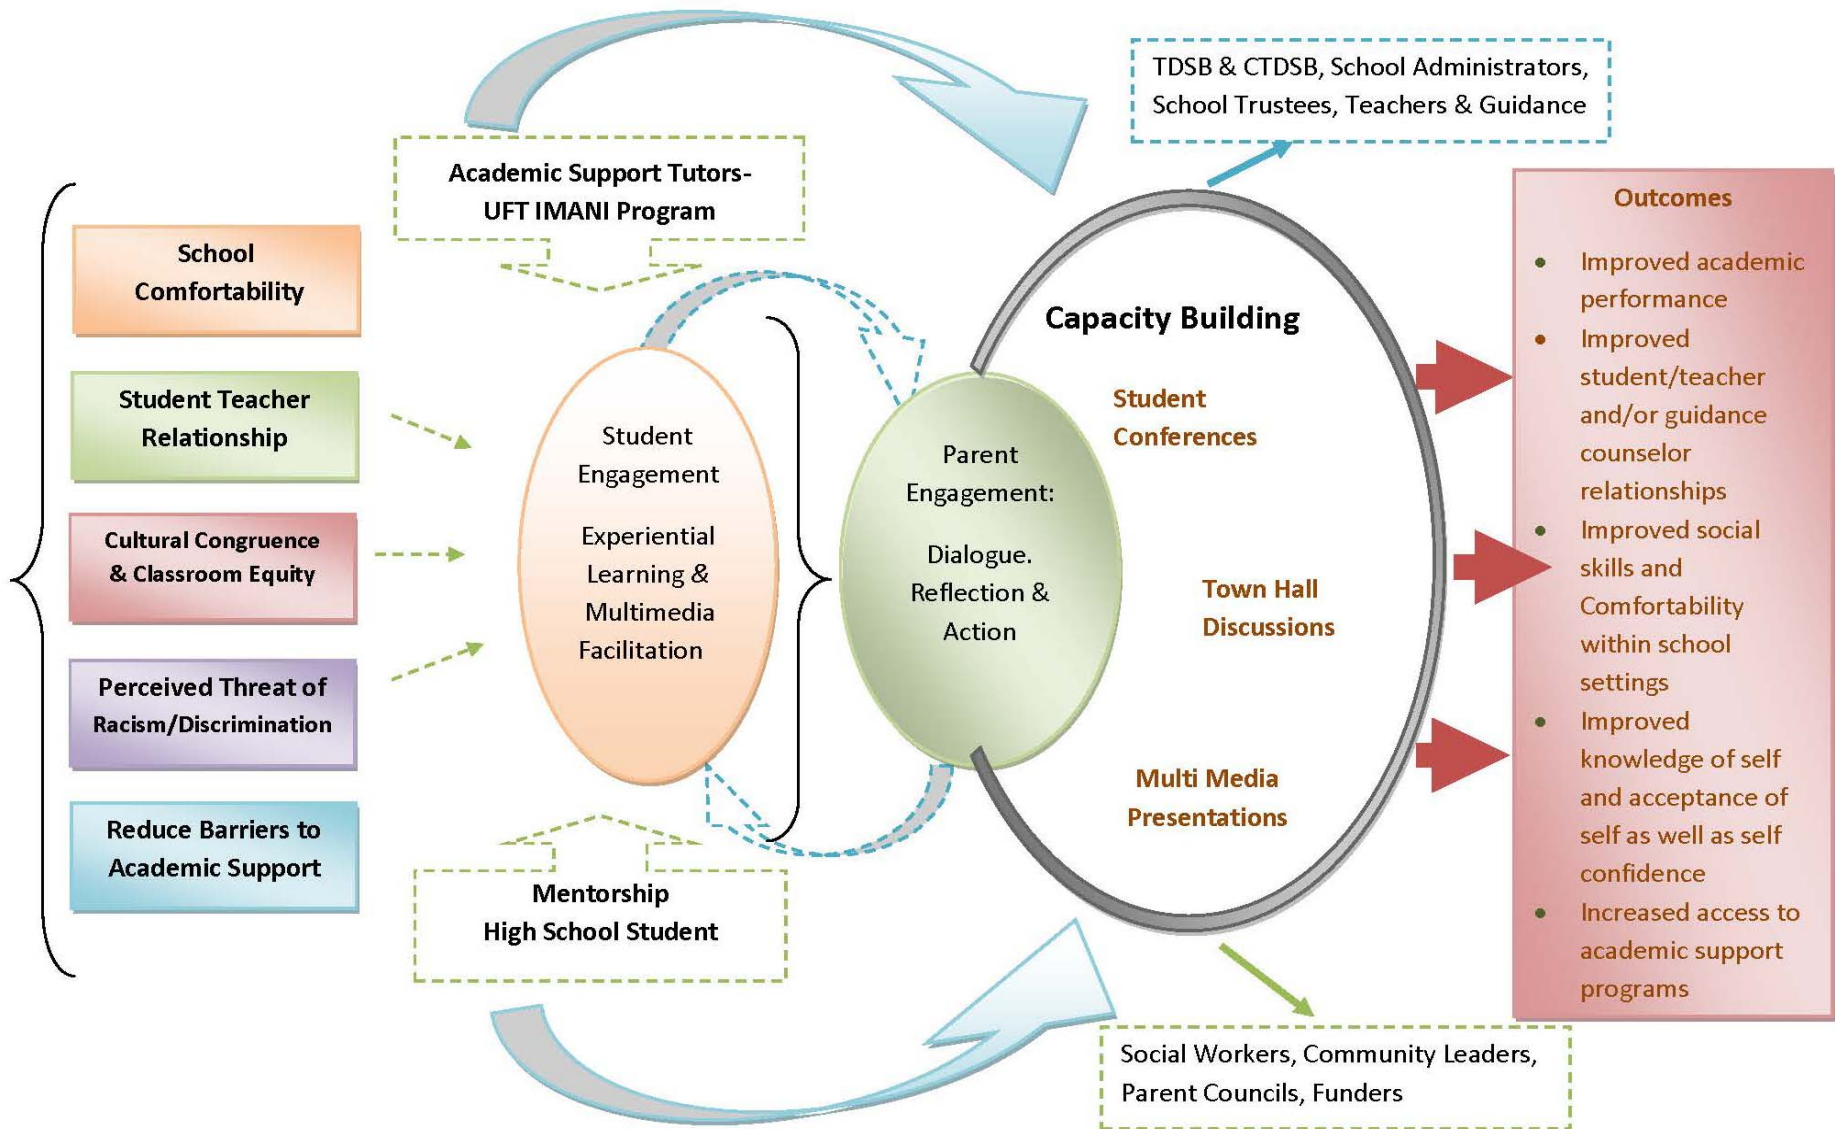 TDSB & CTDSB, School Administrators,
School Trustees, Teachers & Guidance
Academic Support Tutors-
UFT IMANI Program
School
Comfortability
Student Teacher
Relationship
Cultural Congruence
& Classroom Equity
Perceived Threat of
Racism/Discrimination
Reduce Barriers to
Academic Support
Student
Engagement
Experiential
Learning &
Multimedia
Facilitation
Mentorship
High School Student
Parent
Engagement:
Dialogue.
Reflection &
Action
Capacity Building
Student
Conferences
Town Hall
Discussions
Multi Media
Presentations
Social Workers, Community Leaders,
Parent Councils, Funders
Outcomes
• Improved academic
performance
• Improved
student/teacher
and/or guidance
counselor
relationships
• Improved social
skills and
Comfortability
within school
settings
• Improved
knowledge of self
and acceptance of
self as well as self
confidence
• Increased access to
academic support
programs